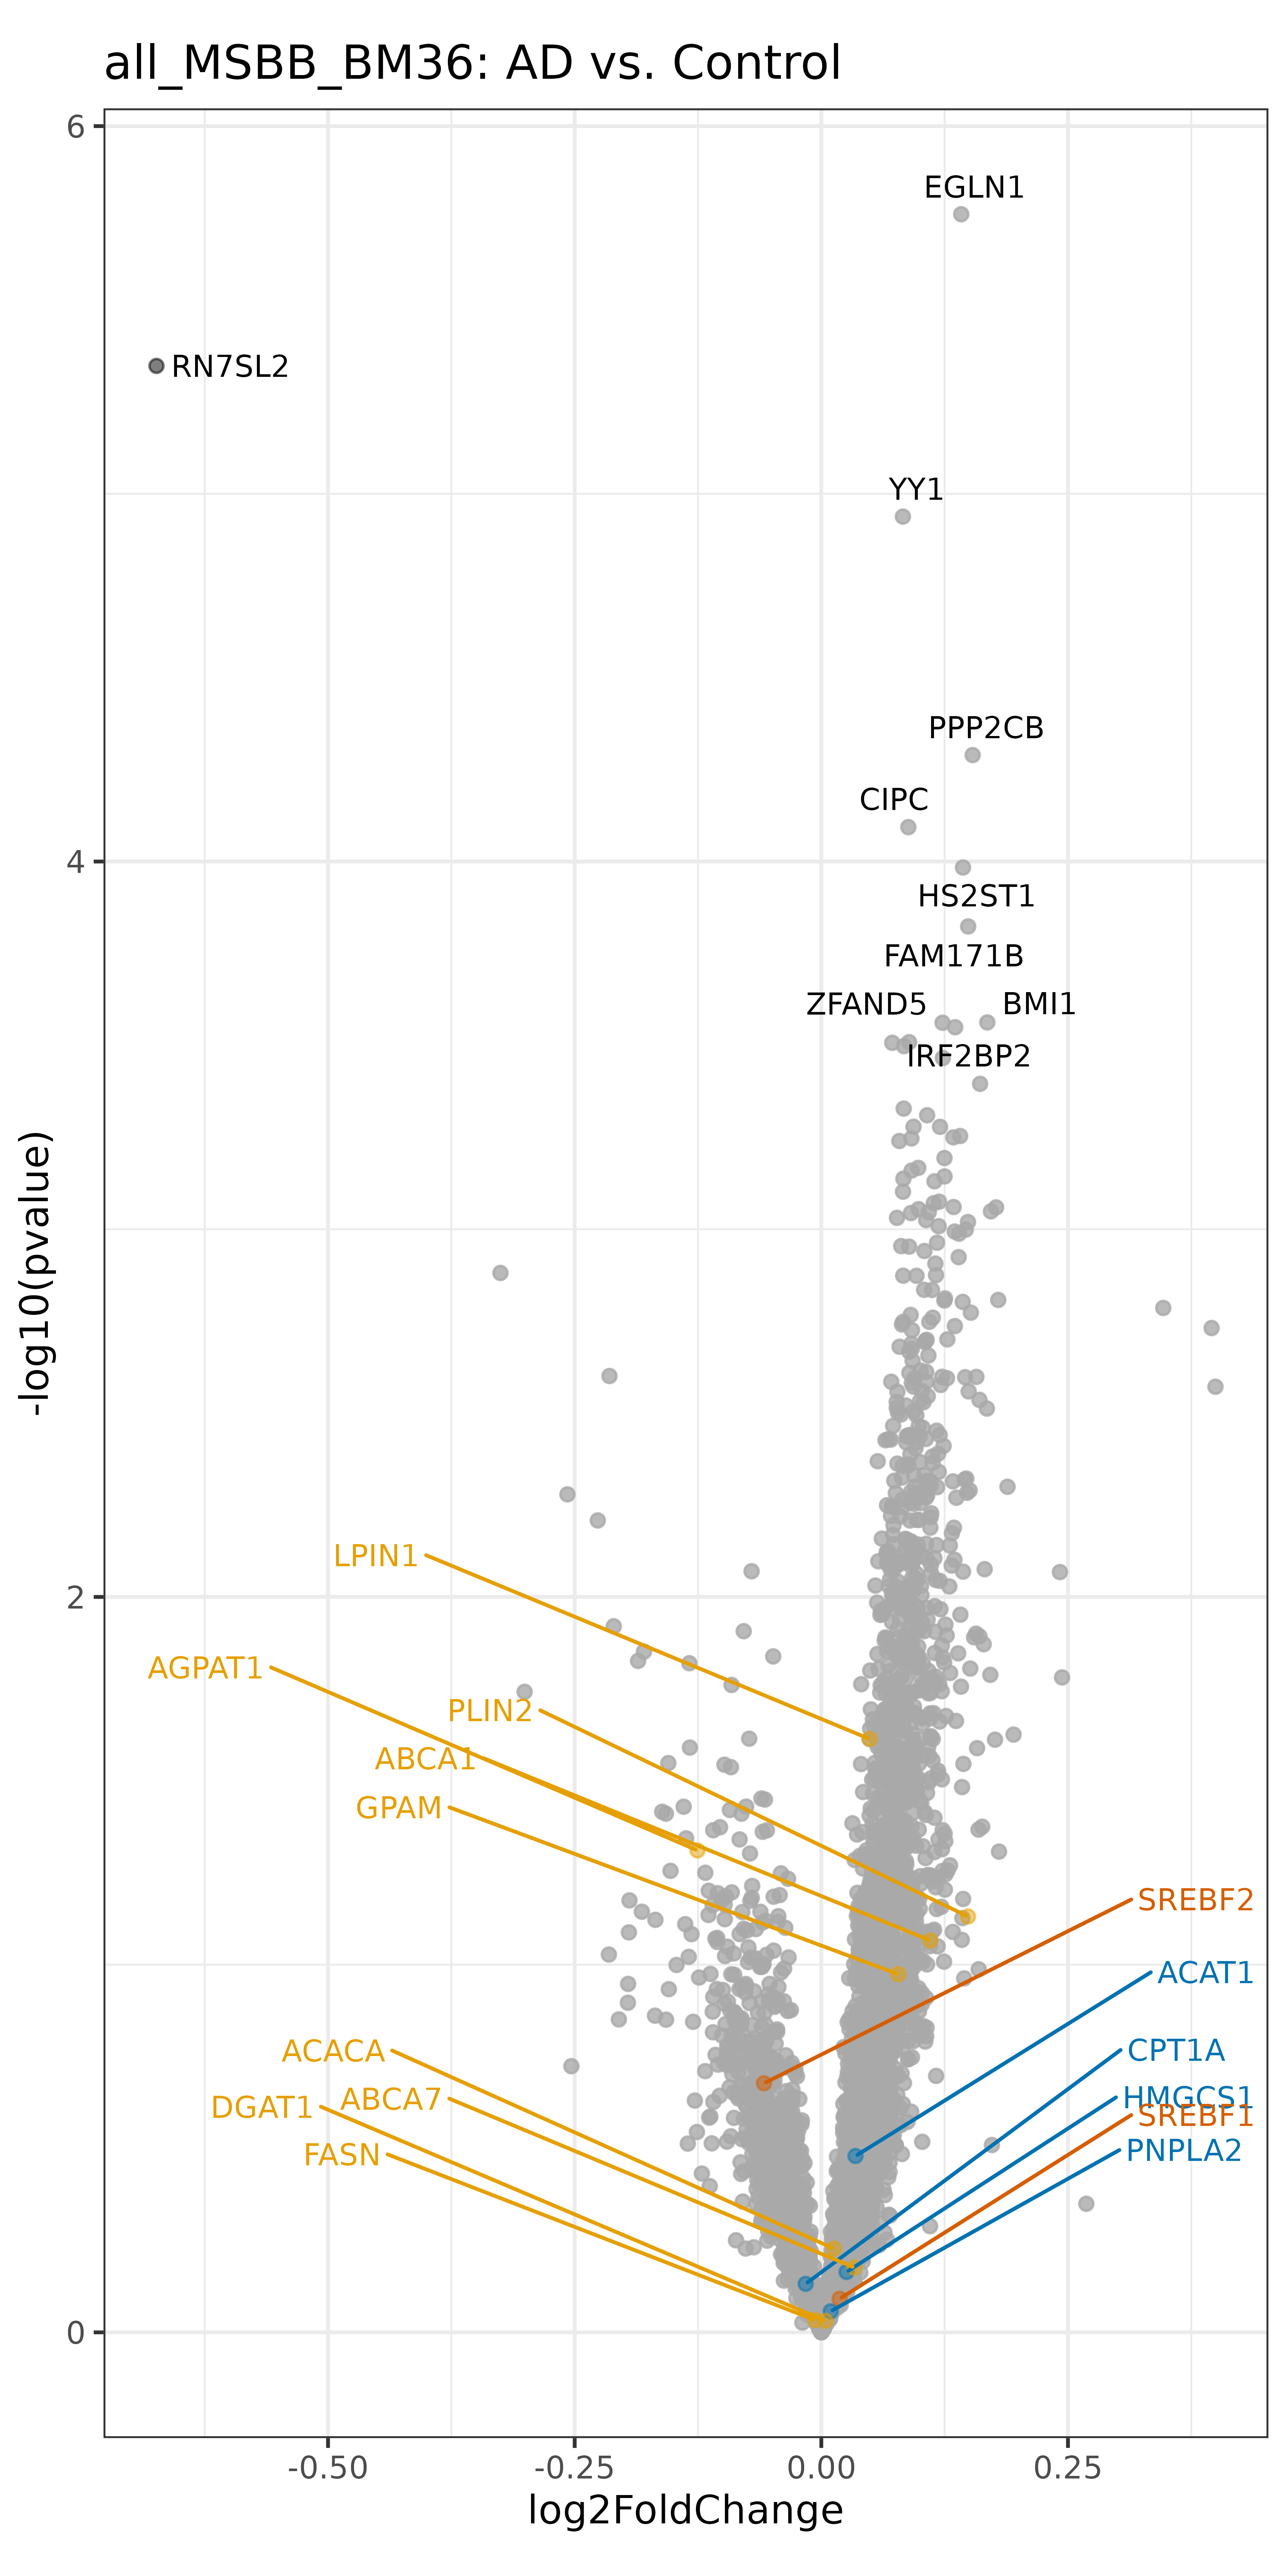 all_MSBB_BM36: AD vs. Control
6
EGLN1
RN7SL2
YY1
PPP2CB
CIPC
4
HS2ST1
FAM171B
ZFAND5
BMI1
IRF2BP2
-log10(pvalue)
LPIN1
2
AGPAT1
PLIN2
ABCA1
GPAM
SREBF2
ACAT1
ACACA
CPT1A
ABCA7
HMGCS1
DGAT1
SREBF1
FASN
PNPLA2
0
-0.50
-0.25
0.00
0.25
log2FoldChange